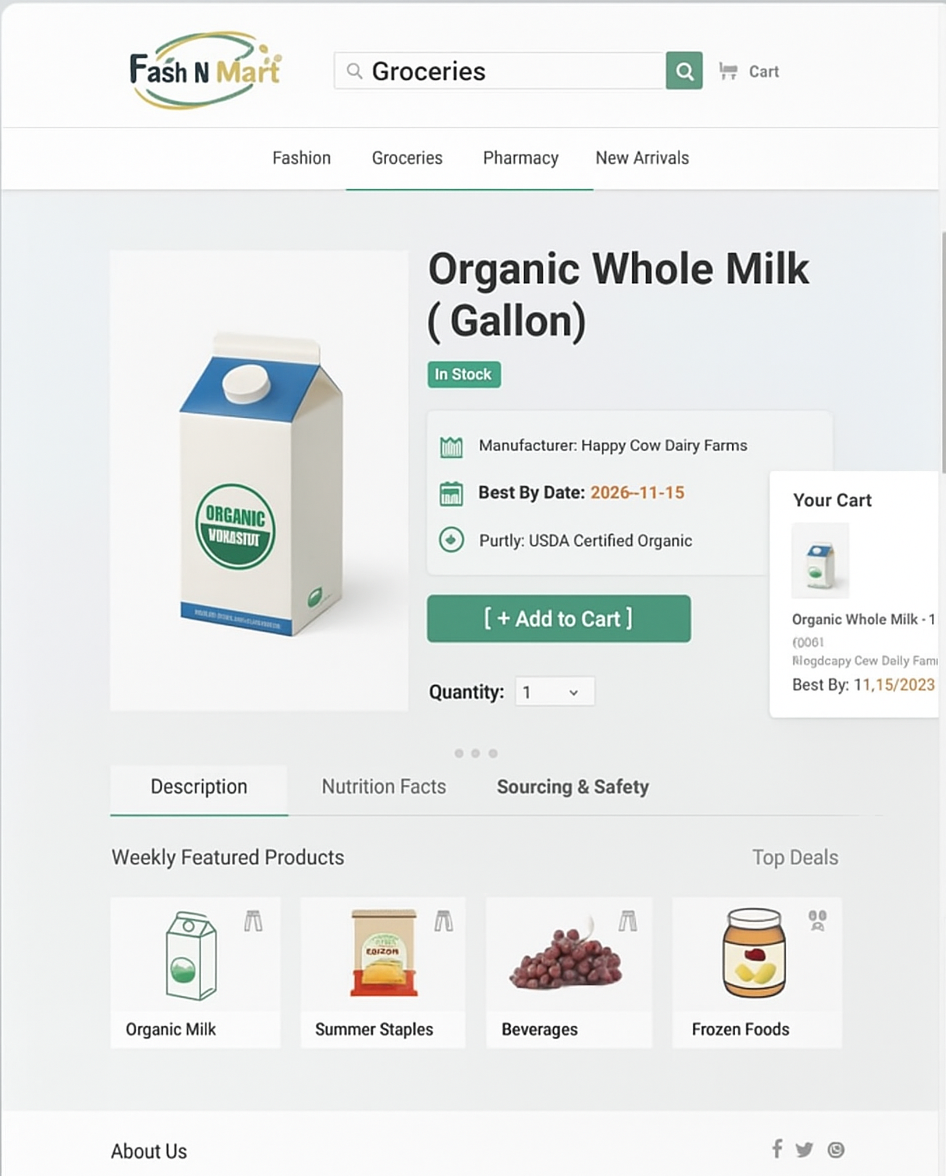 Fash N Mart
Groceries
Cart
Fashion
Groceries
Pharmacy
New Arrivals
Organic Whole Milk
( Gallon)
In Stock
ORGANIC
Manufacturer: Happy Cow Dairy Farms
Best By Date: 2026--11-15
Purtly: USDA Certified Organic
[ + Add to Cart ]
Quantity: 1
Your Cart
Organic Whole Milk - 1
(0061
Best By: 11,15/2023
Description
Nutrition Facts
Sourcing & Safety
Weekly Featured Products
Top Deals
Organic Milk
Summer Staples
Beverages
Frozen Foods
About Us